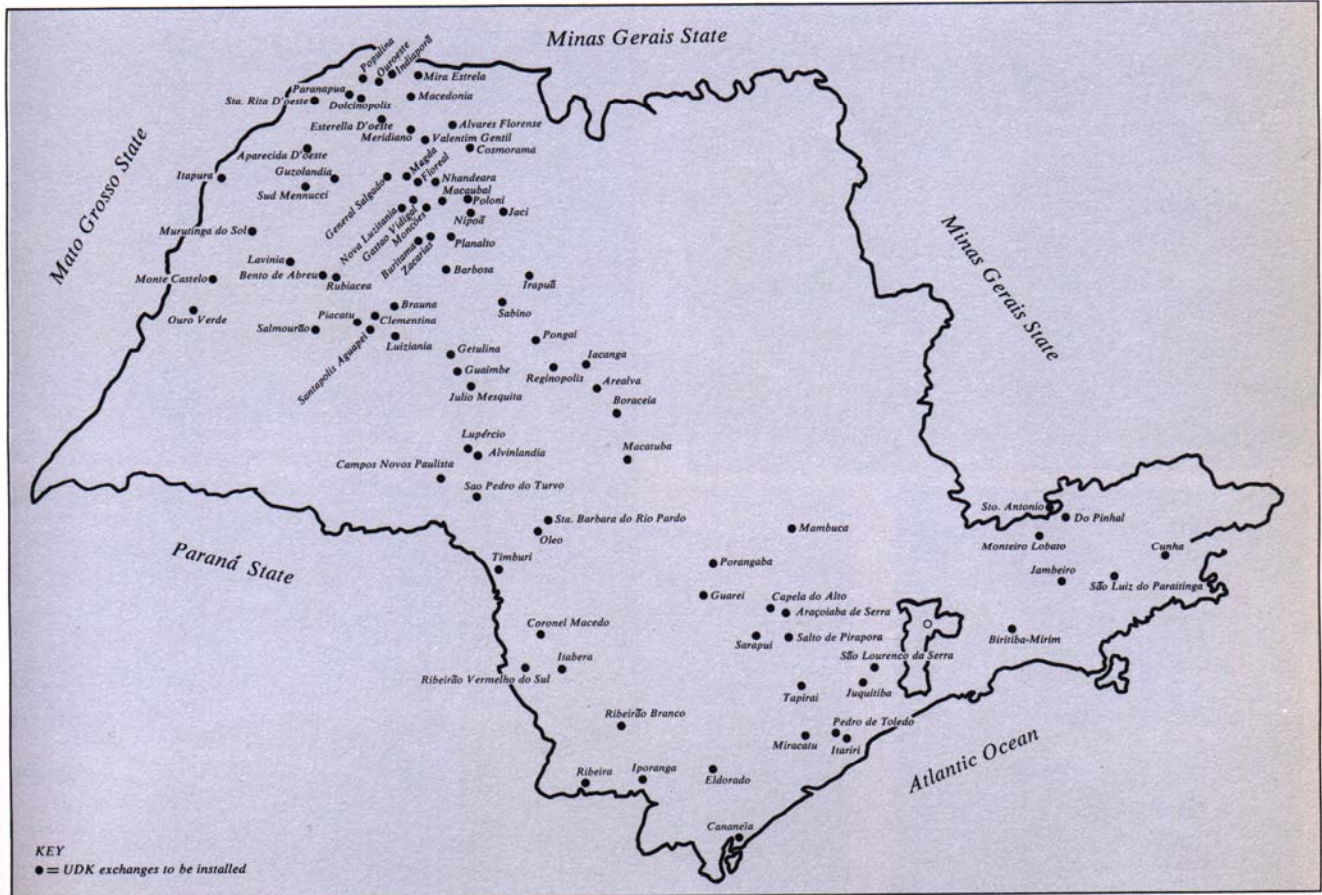 Minas Gerais State
Populina
Ouroeste
Indiaporã
Mira Estrela
Paranapua
Sta. Rita D'oeste
Dolcinopolis
Macedonia
Esterella D'oeste
Meridiano
Alvares Florense
Valentim Gentil
Cosmorama
Mato Grosso State
Aparecida D'oeste
Itapura
Guzolandia
Sud Mennucci
General Salgado
Magda
Floreal
Nhandeara
Macaubal
Poloni
Nova Luzitania
Gastao Vidigal
Moncões
Nipoã
Jaci
Murutinga do Sol
Buritama
Zacarias
Planalto
Minas Gerais State
Lavinia
Bento de Abreu
Rubiacea
Barbosa
Irapuã
Monte Castelo
Ouro Verde
Salmourão
Piacatu
Brauna
Clementina
Santapolis Aguapei
Luiziania
Sabino
Pongai
Getulina
Guaimbe
Julio Mesquita
Reginopolis
Iacanga
Arealva
Boraceia
Lupércio
Alvinlandia
Macatuba
Campos Novos Paulista
Sao Pedro do Turvo
Sto. Antonio
Do Pinhal
Sta. Barbara do Rio Pardo
Oleo
Mambuca
Monteiro Lobato
Cunha
Paraná State
Timburi
Porangaba
Jambeiro
São Luiz do Paraitinga
Guarei
Capela do Alto
Araçoiaba de Serra
Coronel Macedo
Sarapui
Salto de Pirapora
Biritiba-Mirim
Itabera
Ribeirão Vermelho do Sul
São Lourenco da Serra
Tapirai
Juquitiba
Ribeirão Branco
Pedro de Toledo
Miracatu
Itariri
Atlantic Ocean
Ribeira
Iporanga
Eldorado
Cananeia
KEY
● = UDK exchanges to be installed